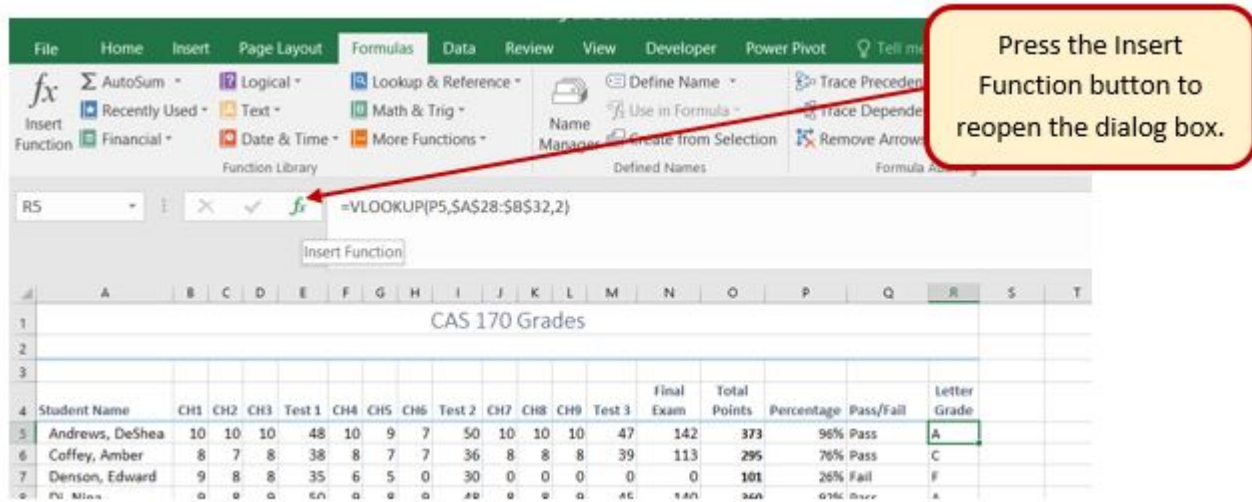 File Home Insert Page Layout Formulas Data Review View Developer Power Pivot Tell me
Press the Insert
Function button to
reopen the dialog box.
fx Insert Function
Σ AutoSum
Recently Used
Financial
Logical
Text
Date & Time
Lookup & Reference
Math & Trig
More Functions
Function Library
Name Manager
Define Name
Use in Formula
Create from Selection
Defined Names
Trace
Trace
Remove Arrows
Formula
R5 fx =VLOOKUP(P5,$A$28:$B$32,2)
Insert Function
A B C D E F G H I J K L M N O P Q R S T
1 CAS 170 Grades
2
3
4 Student Name CH1 CH2 CH3 Test 1 CH4 CH5 CH6 Test 2 CH7 CH8 CH9 Test 3 Final Exam Total Points Percentage Pass/Fail Letter Grade
5 Andrews, DeShea 10 10 10 48 10 9 7 50 10 10 10 47 142 373 96% Pass A
6 Coffey, Amber 8 7 8 38 8 7 7 36 8 8 8 39 113 295 76% Pass C
7 Denson, Edward 9 8 8 35 6 5 0 30 0 0 0 0 0 101 26% Fail F